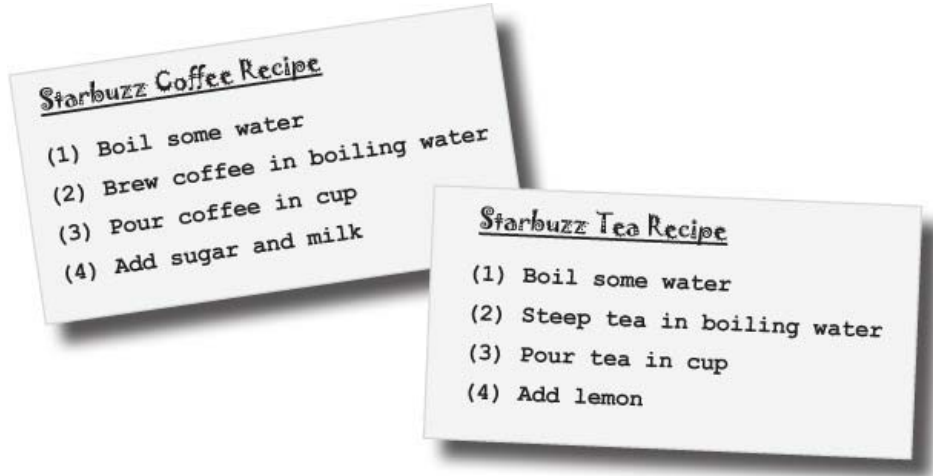 Starbuzz Coffee Recipe
(1) Boil some water
(2) Brew coffee in boiling water
(3) Pour coffee in cup
(4) Add sugar and milk
Starbuzz Tea Recipe
(1) Boil some water
(2) Steep tea in boiling water
(3) Pour tea in cup
(4) Add lemon